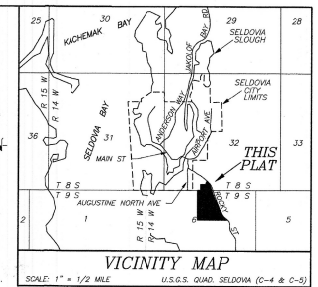 25
30
29
28
KACHEMAK BAY
JAKOLOF BAY RD
SELDOVIA SLOUGH
R 15 W
R 14 W
SELDOVIA BAY
ANDERSON WAY
SELDOVIA CITY LIMITS
36
31
AIRPORT AVE
32
33
MAIN ST
THIS PLAT
T 8 S
T 9 S
T 8 S
T 9 S
AUGUSTINE NORTH AVE
2
1
R 15 W
R 14 W
6
ROCKY ST
5
VICINITY MAP
SCALE: 1" = 1/2 MILE U.S.G.S. QUAD. SELDOVIA (C-4 & C-5)